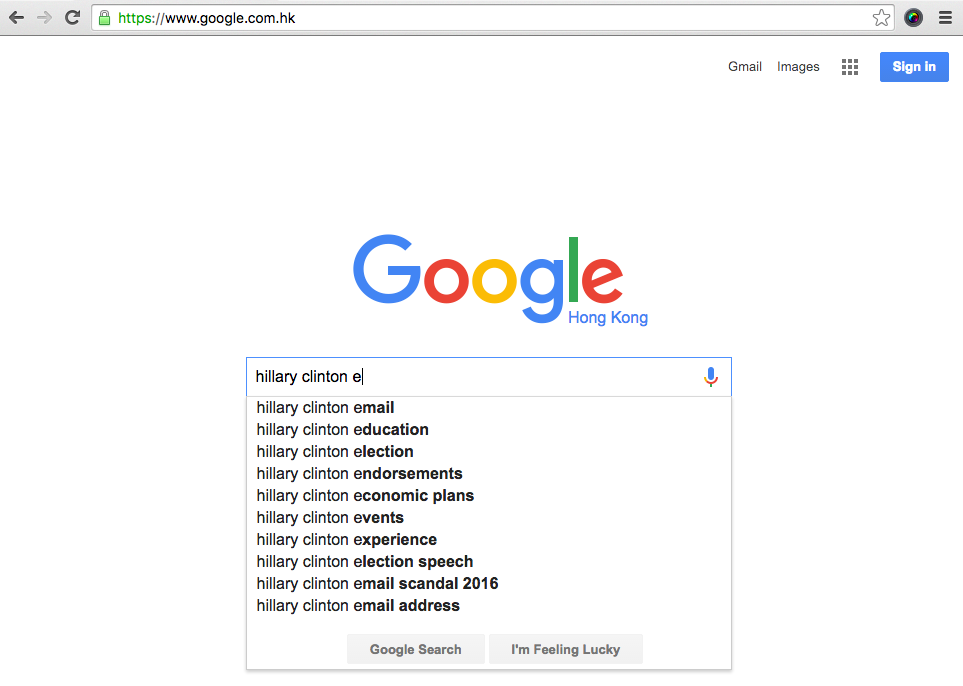 https://www.google.com.hk
Gmail Images Sign in
Google
Hong Kong
hillary clinton e
hillary clinton email
hillary clinton education
hillary clinton election
hillary clinton endorsements
hillary clinton economic plans
hillary clinton events
hillary clinton experience
hillary clinton election speech
hillary clinton email scandal 2016
hillary clinton email address
Google Search I'm Feeling Lucky